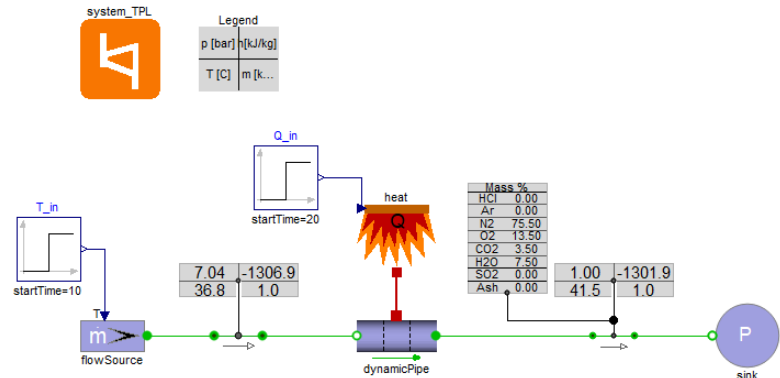 system_TPL
Legend
p [bar] h[kJ/kg]
T [C] m [k...
Q_in
startTime=20
heat
Q
T_in
startTime=10
Mass %
HCl 0.00
Ar 0.00
N2 75.50
O2 13.50
CO2 3.50
H2O 7.50
SO2 0.00
Ash 0.00
7.04 -1306.9
36.8 1.0
1.00 -1301.9
41.5 1.0
T
ṁ
flowSource
dynamicPipe
P
sink